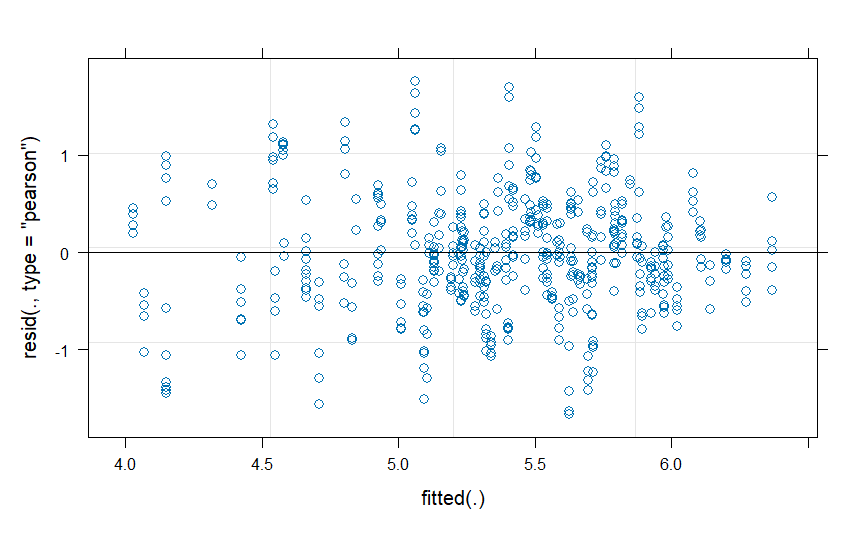 resid(., type = "pearson")
1
0
-1
4.0 4.5 5.0 5.5 6.0
fitted(.)